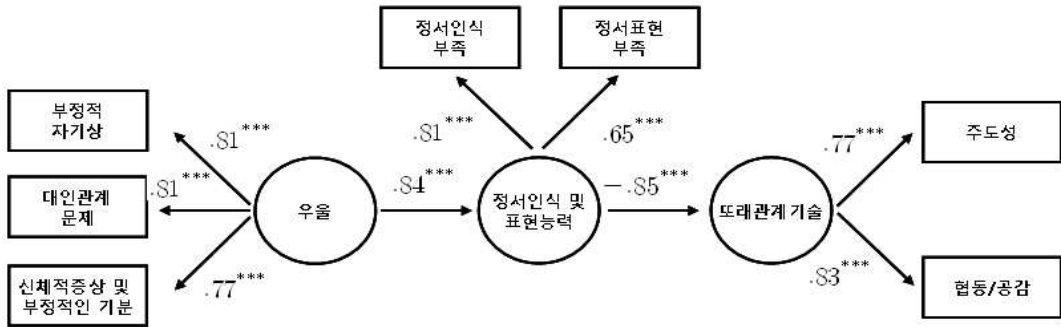 정서인식
부족
정서표현
부족
부정적
자기상
.81***
.81***
.65***
.77***
주도성
대인관계
문제
.81***
우울
.84***
정서인식 및
표현능력
-.85***
또래관계 기술
신체적증상 및
부정적인 기분
.77***
.83***
협동/공감